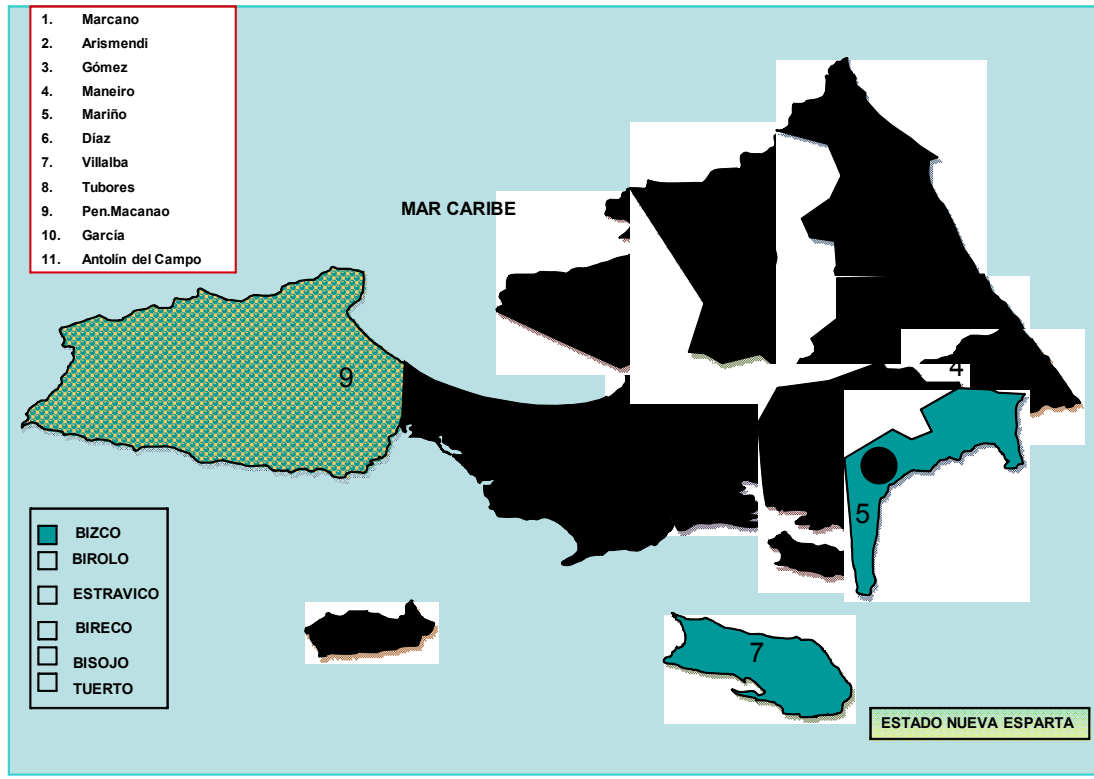 1. Marcano
2. Arismendi
3. Gómez
4. Maneiro
5. Mariño
6. Díaz
7. Villalba
8. Tubores
9. Pen.Macanao
10. García
11. Antolín del Campo
MAR CARIBE
4
9
5
BIZCO
BIROLO
ESTRAVICO
BIRECO
BISOJO
TUERTO
7
ESTADO NUEVA ESPARTA